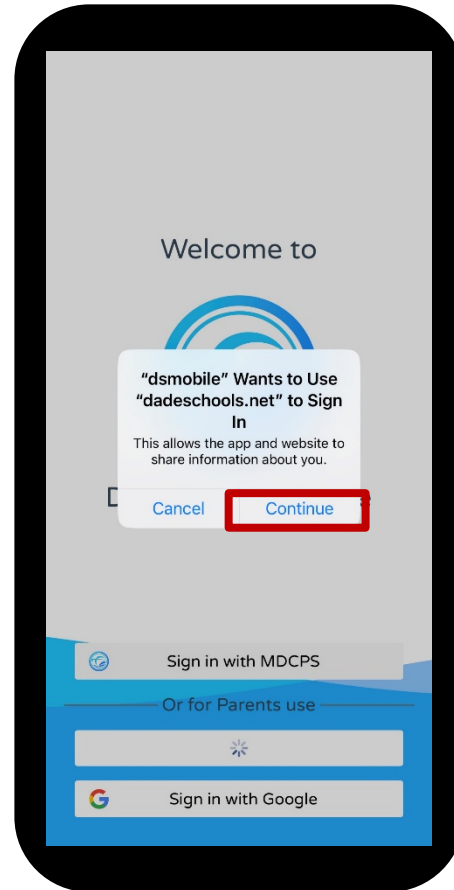 Welcome to
“dsmobile” Wants to Use
“dadeschools.net” to Sign
In
This allows the app and website to
share information about you.
Cancel
Continue
Sign in with MDCPS
Or for Parents use
Sign in with Google